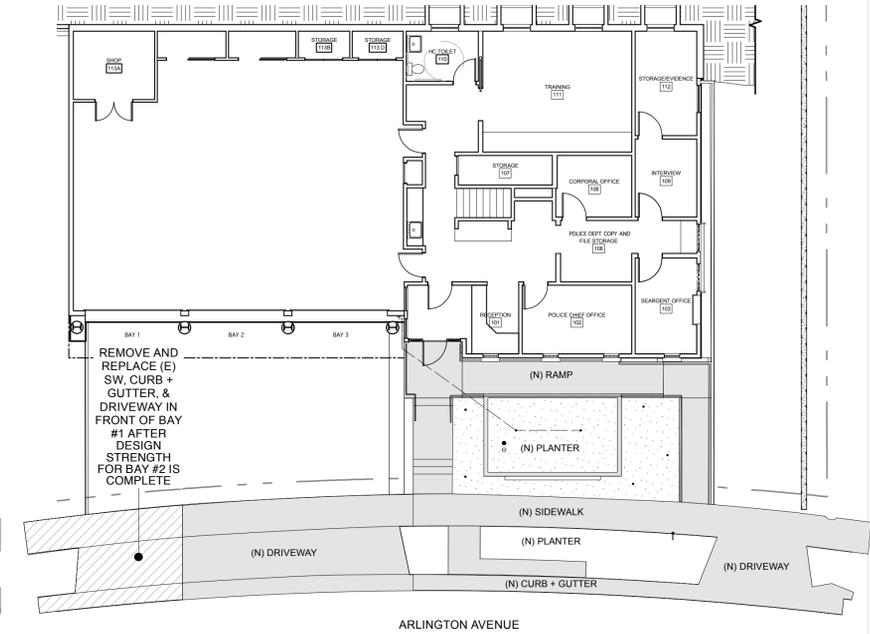 STORAGE
113B
STORAGE
113 D
HC TOILET
110
SHOP
113A
TRAINING
111
STORAGE/EVIDENCE
112
STORAGE
107
CORPORAL OFFICE
108
INTERVIEW
109
POLICE DEPT COPY AND
FILE STORAGE
106
SEARGENT OFFICE
103
RECEPTION
101
POLICE CHIEF OFFICE
102
BAY 1
BAY 2
BAY 3
REMOVE AND
REPLACE (E)
SW, CURB +
GUTTER, &
DRIVEWAY IN
FRONT OF BAY
#1 AFTER
DESIGN
STRENGTH
FOR BAY #2 IS
COMPLETE
(N) RAMP
(N) PLANTER
(N) SIDEWALK
(N) PLANTER
(N) DRIVEWAY
(N) DRIVEWAY
(N) CURB + GUTTER
ARLINGTON AVENUE